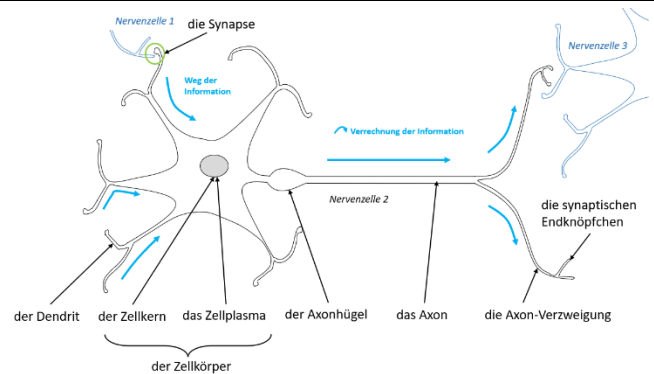 Nervenzelle 1
die Synapse
Nervenzelle 3
Weg der
Information
Verrechnung der Information
Nervenzelle 2
die synaptischen
Endknöpfchen
der Dendrit
der Zellkern
das Zellplasma
der Axonhügel
das Axon
die Axon-Verzweigung
der Zellkörper